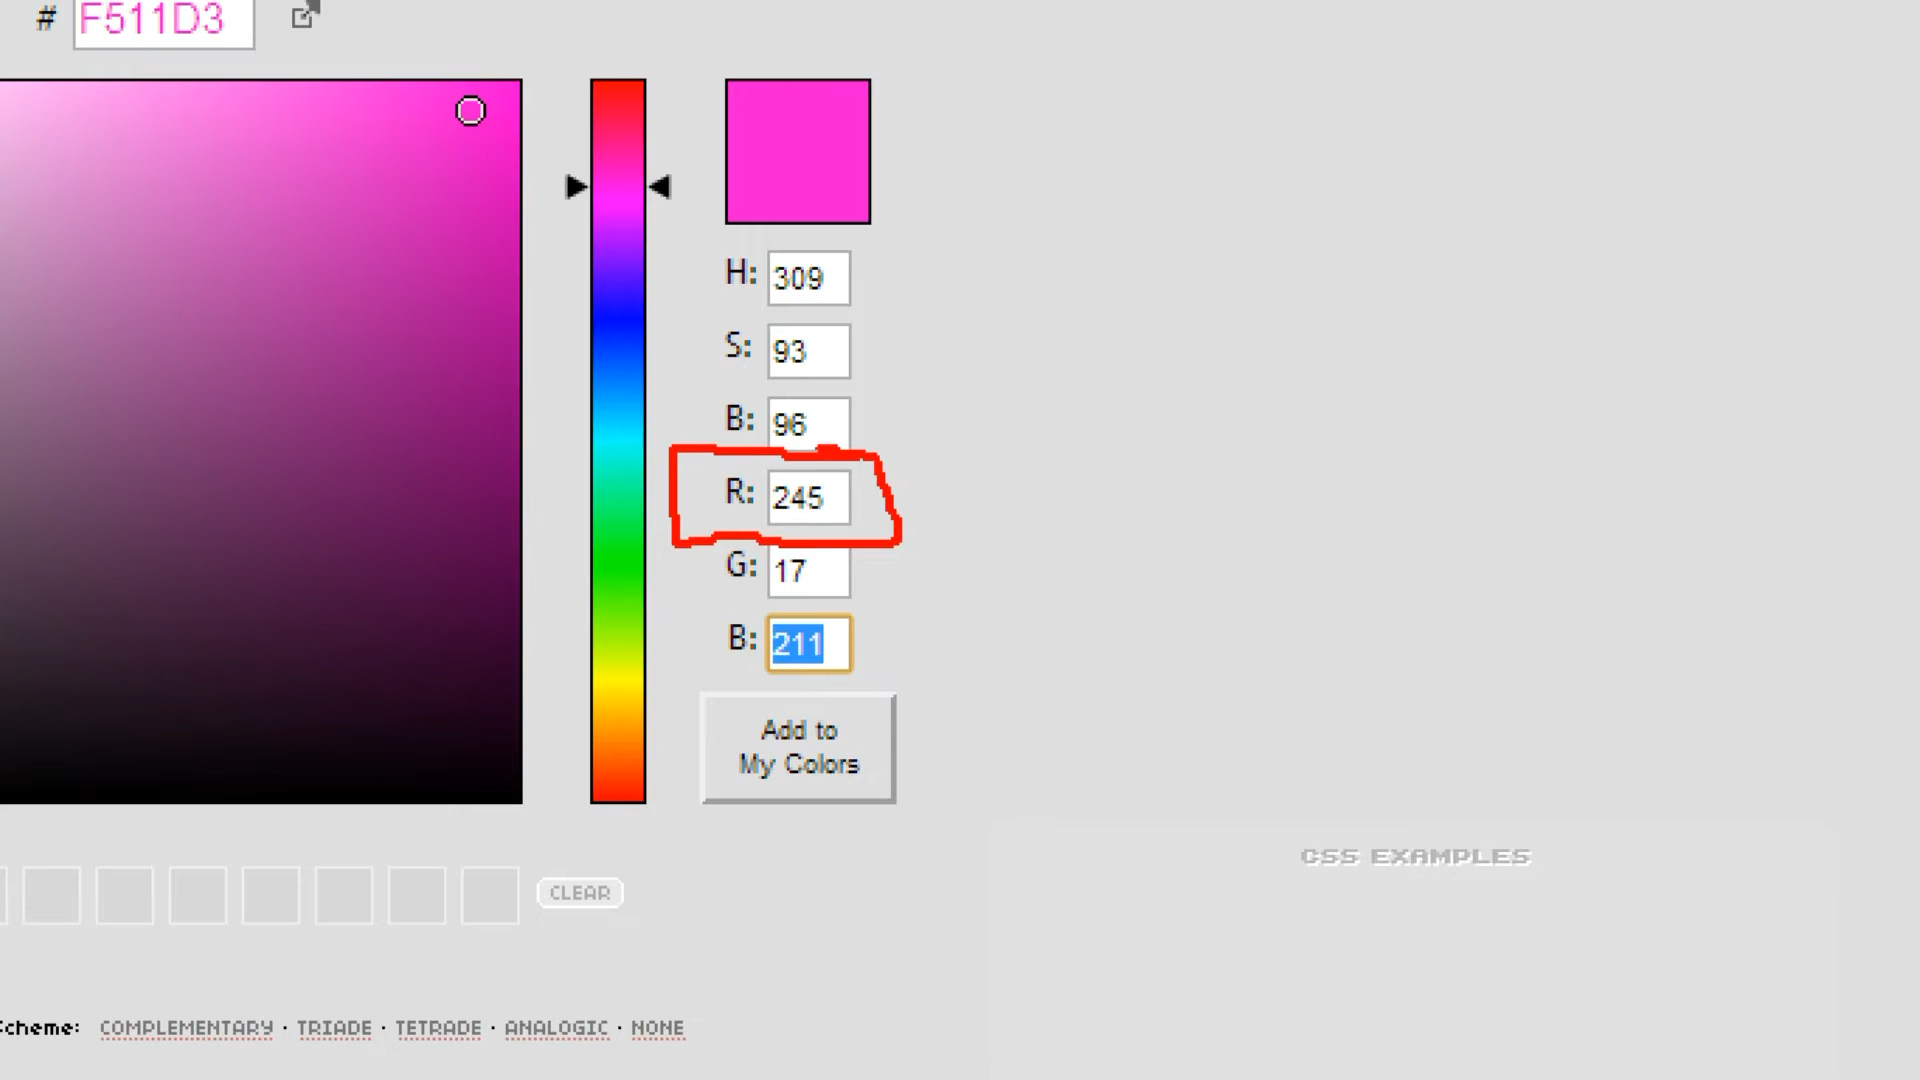 # F511D3
H: 309
S: 93
B: 96
R: 245
G: 17
B: 211
Add to
My Colors
CLEAR
CSS EXAMPLES
cheme: COMPLEMENTARY · TRIADE · TETRADE · ANALOGIC · NONE